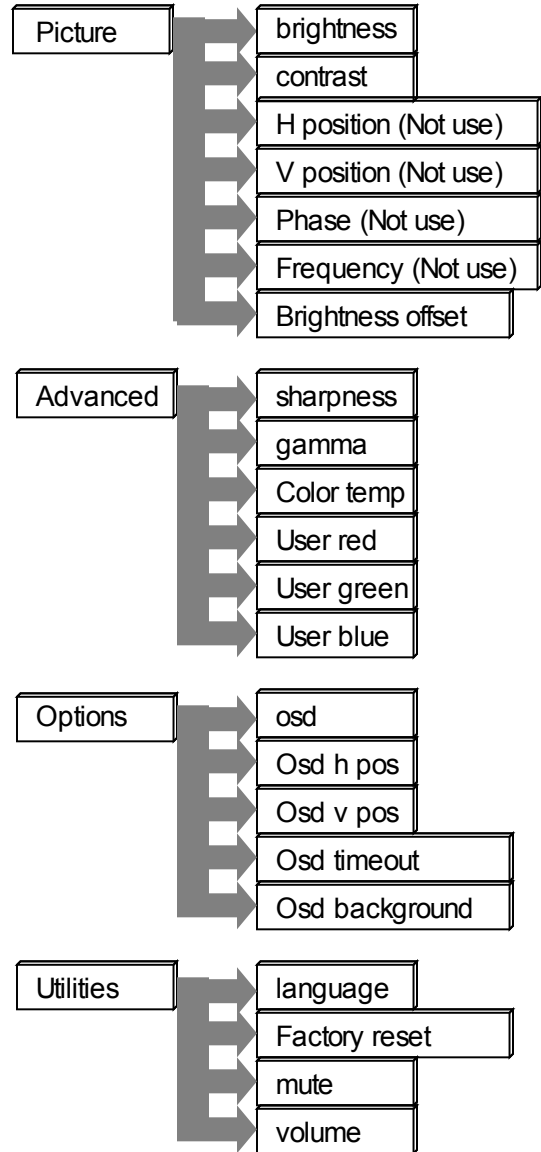 Picture
brightness
contrast
H position (Not use)
V position (Not use)
Phase (Not use)
Frequency (Not use)
Brightness offset
Advanced
sharpness
gamma
Color temp
User red
User green
User blue
Options
osd
Osd h pos
Osd v pos
Osd timeout
Osd background
Utilities
language
Factory reset
mute
volume